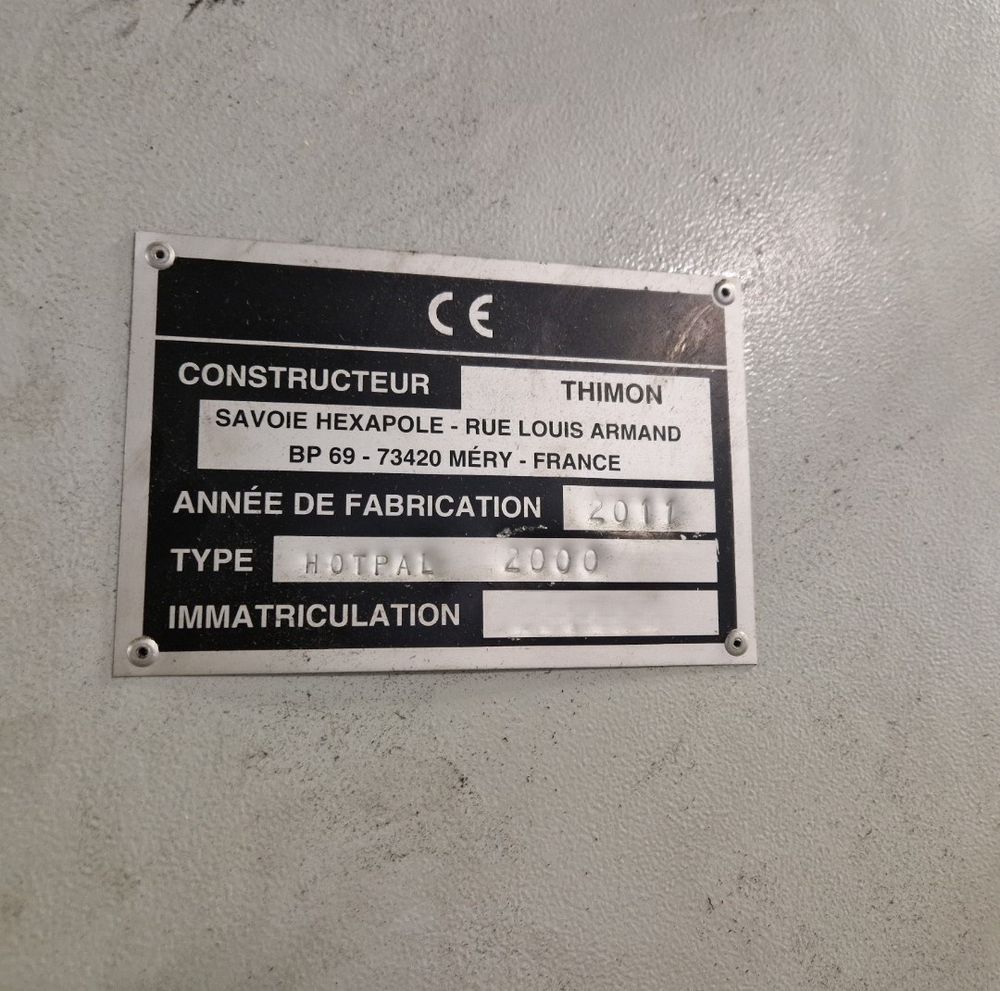 CE
CONSTRUCTEUR THIMON
SAVOIE HEXAPOLE - RUE LOUIS ARMAND
BP 69 - 73420 MÉRY - FRANCE
ANNÉE DE FABRICATION 2011
TYPE HOTPAL 2000
IMMATRICULATION